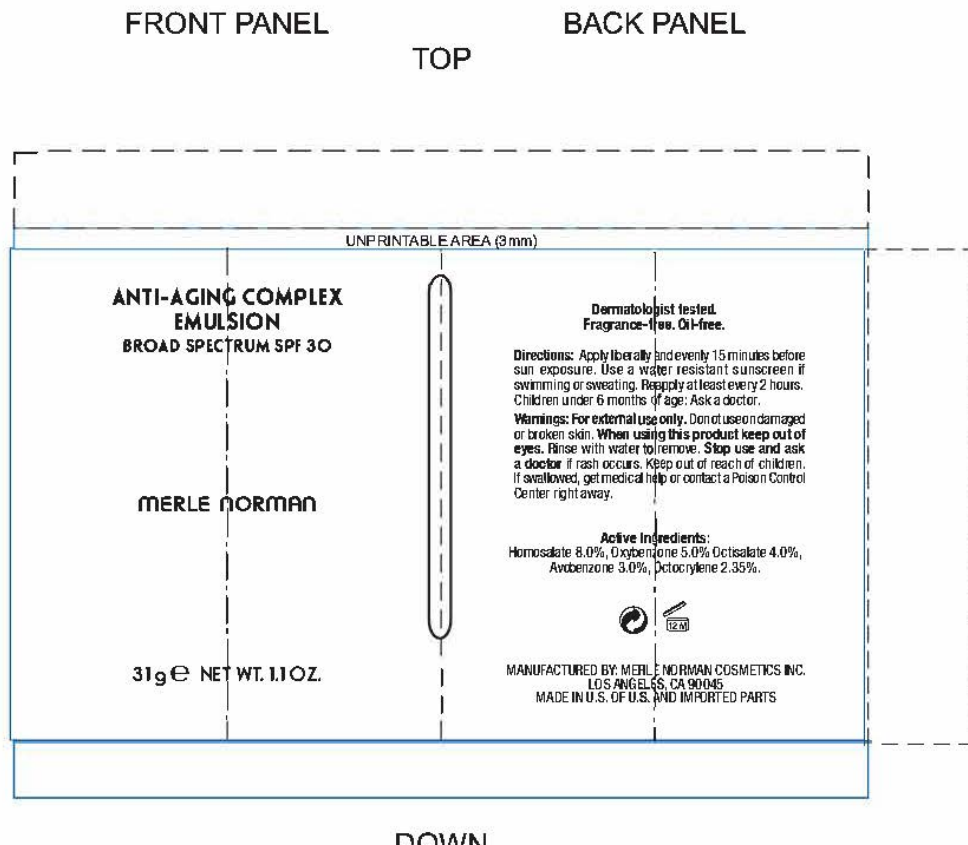 FRONT PANEL
BACK PANEL
TOP
UNPRINTABLE AREA (3mm)
ANTI-AGING COMPLEX
EMULSION
BROAD SPECTRUM SPF 30
MERLE NORMAN
31g℮ NET WT. 1.1 OZ.
Dermatologist tested.
Fragrance-free. Oil-free.
Directions: Apply liberally and evenly 15 minutes before
sun exposure. Use a water resistant sunscreen if
swimming or sweating. Reapply at least every 2 hours.
Children under 6 months of age: Ask a doctor.
Warnings: For external use only. Do not use on damaged
or broken skin. When using this product keep out of
eyes. Rinse with water to remove. Stop use and ask
a doctor if rash occurs. Keep out of reach of children.
If swallowed, get medical help or contact a Poison Control
Center right away.
Active Ingredients:
Homosalate 8.0%, Oxybenzone 5.0% Octisalate 4.0%,
Avobenzone 3.0%, Octocrylene 2.35%.
12 M
MANUFACTURED BY: MERLE NORMAN COSMETICS INC.
LOS ANGELES, CA 90045
MADE IN U.S. OF U.S. AND IMPORTED PARTS
DOWN